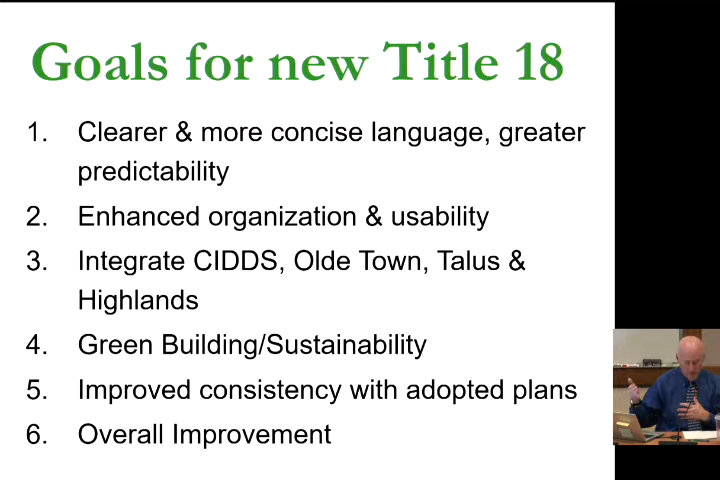 Goals for new Title 18
1. Clearer & more concise language, greater
predictability
2. Enhanced organization & usability
3. Integrate CIDDS, Olde Town, Talus &
Highlands
4. Green Building/Sustainability
5. Improved consistency with adopted plans
6. Overall Improvement